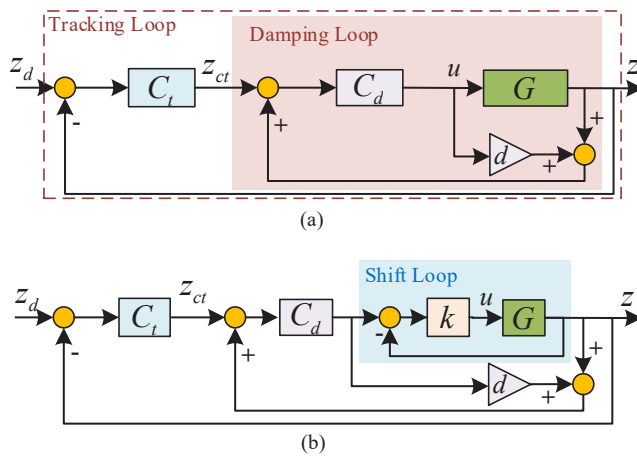 Tracking Loop
Damping Loop
z_d
C_t
z_ct
C_d
u
G
z
-
+
+
d
+
(a)
Shift Loop
z_d
C_t
z_ct
C_d
k
u
G
z
-
-
+
+
d
+
(b)